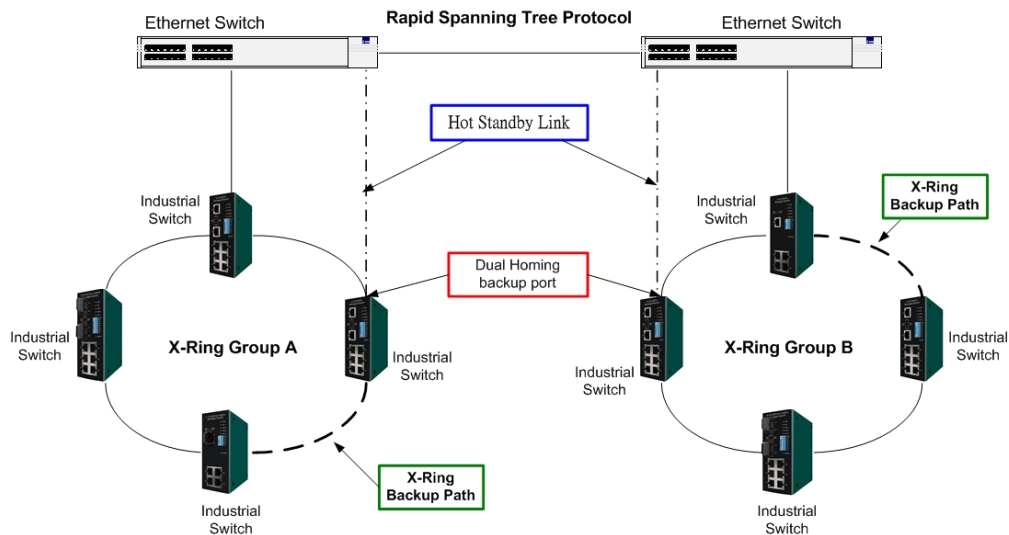 Rapid Spanning Tree Protocol
Ethernet Switch
Ethernet Switch
Hot Standby Link
X-Ring
Backup Path
Industrial
Switch
Industrial
Switch
Dual Homing
backup port
Industrial
Switch
X-Ring Group A
Industrial
Switch
X-Ring Group B
Industrial
Switch
Industrial
Switch
X-Ring
Backup Path
Industrial
Switch
Industrial
Switch